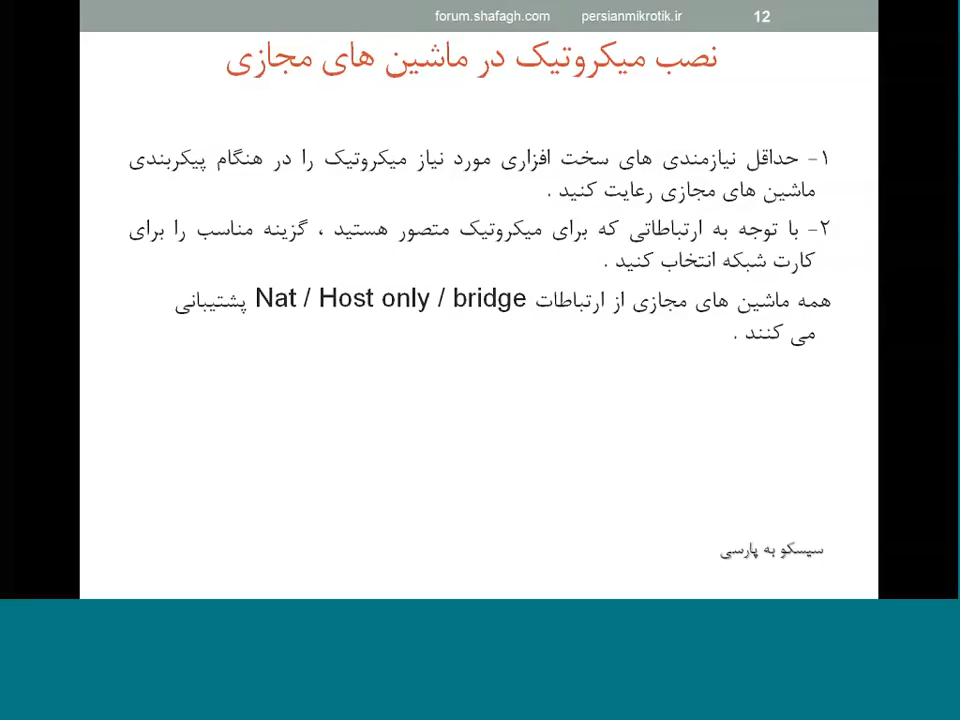 forum.shafagh.com persianmikrotik.ir 12
نصب میکروتیک در ماشین های مجازی
۱- حداقل نیازمندی های سخت افزاری مورد نیاز میکروتیک را در هنگام پیکربندی
ماشین های مجازی رعایت کنید .
۲- با توجه به ارتباطاتی که برای میکروتیک متصور هستید ، گزینه مناسب را برای
کارت شبکه انتخاب کنید .
همه ماشین های مجازی از ارتباطات Nat / Host only / bridge پشتیبانی
می کنند .
سیسکو به پارسی